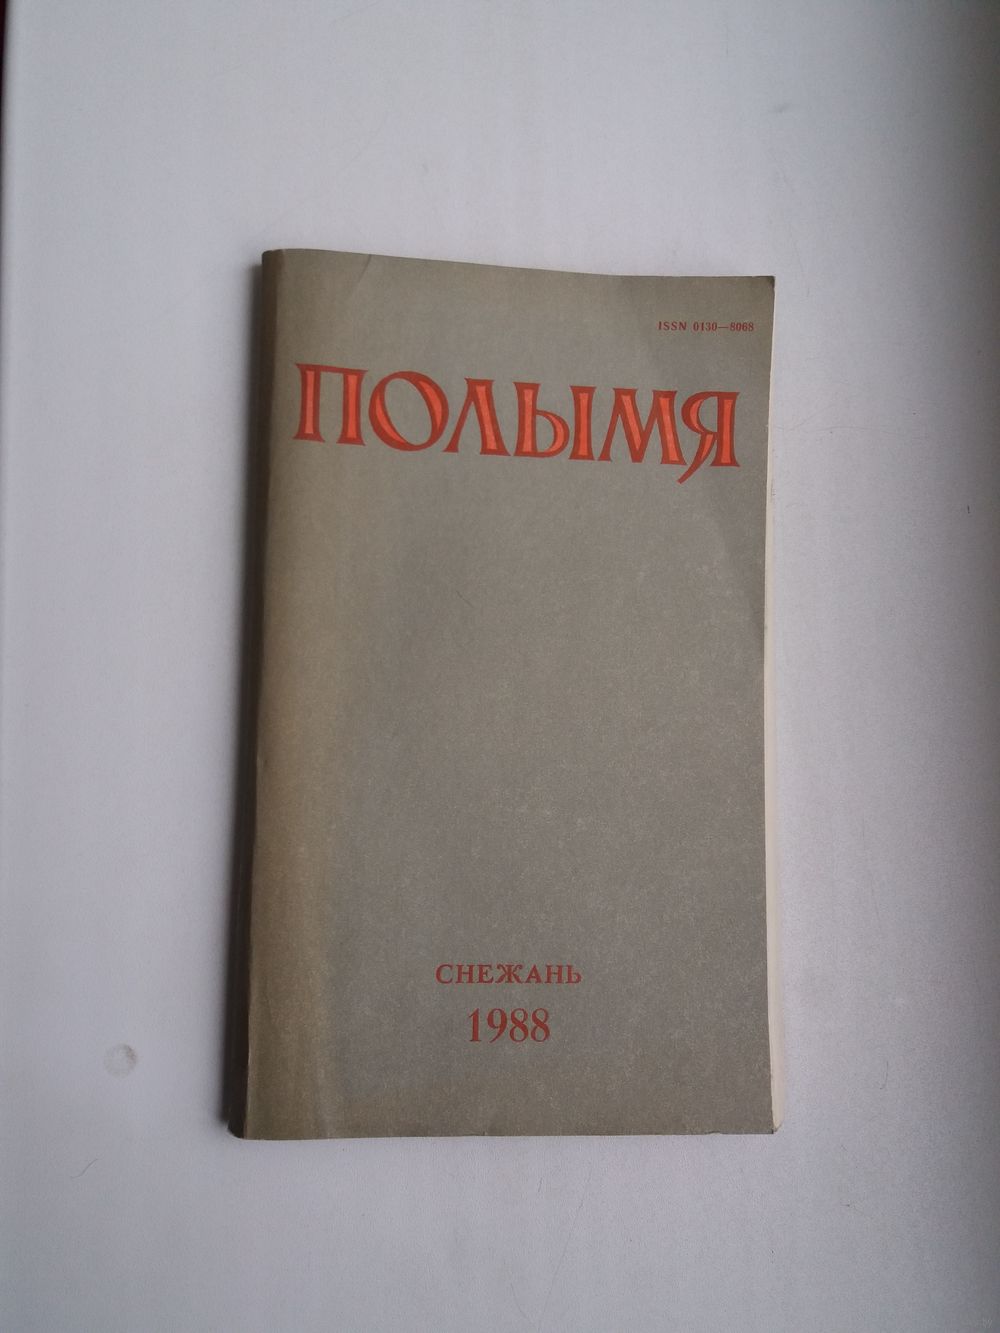 ISSN 0130—8068
ПОЛЫМЯ
СНЕЖАНЬ
1988